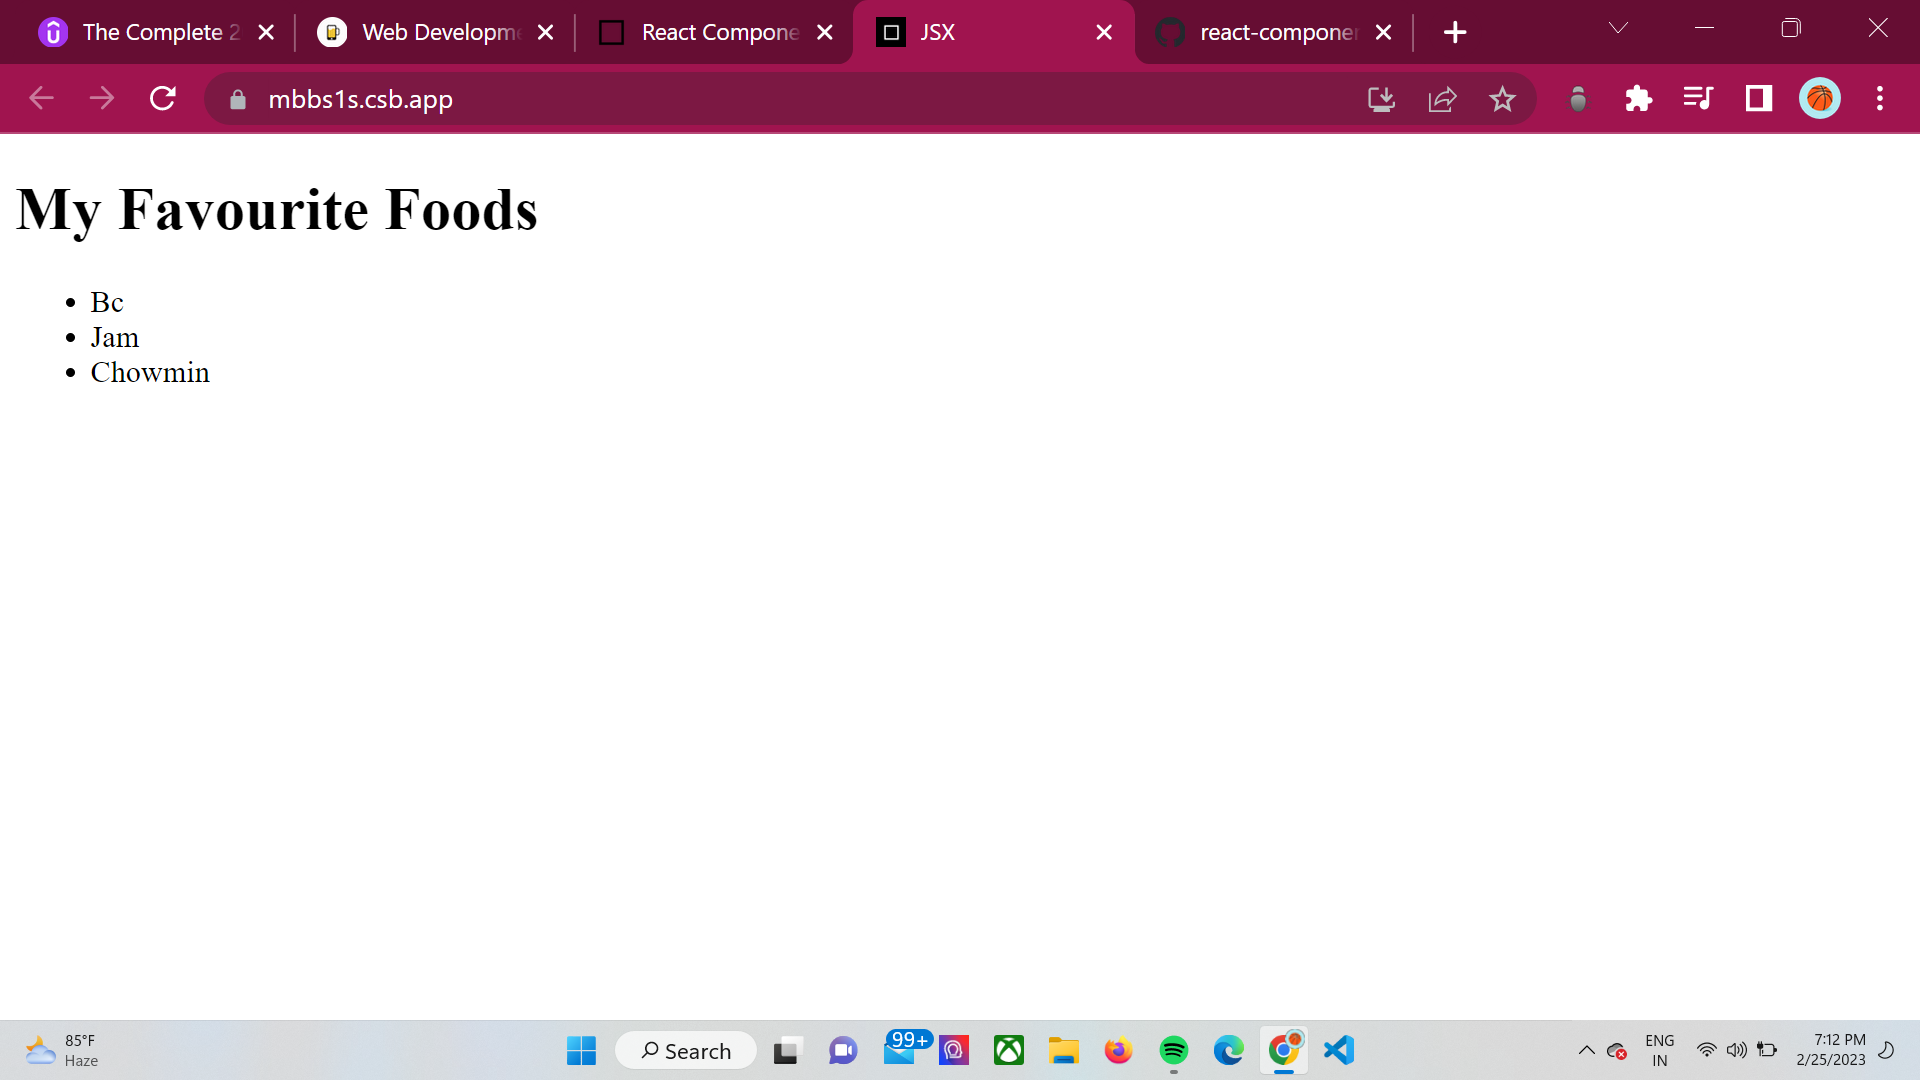 The Complete 2
Web Developme
React Compone
JSX
react-componen
mbbs1s.csb.app
My Favourite Foods
Bc
Jam
Chowmin
85°F
Haze
Search
99+
ENG
IN
7:12 PM
2/25/2023